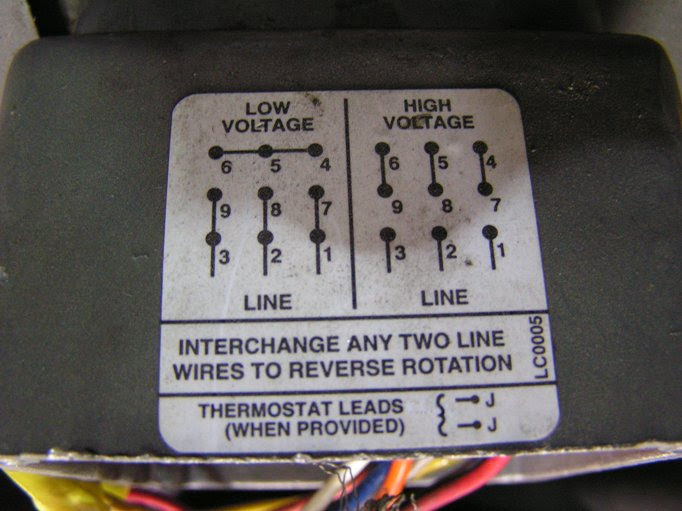 LOW
VOLTAGE
6 5 4
9 8 7
3 2 1
LINE
HIGH
VOLTAGE
6 5 4
9 8 7
3 2 1
LINE
INTERCHANGE ANY TWO LINE
WIRES TO REVERSE ROTATION
LC0005
THERMOSTAT LEADS
(WHEN PROVIDED)
J
J